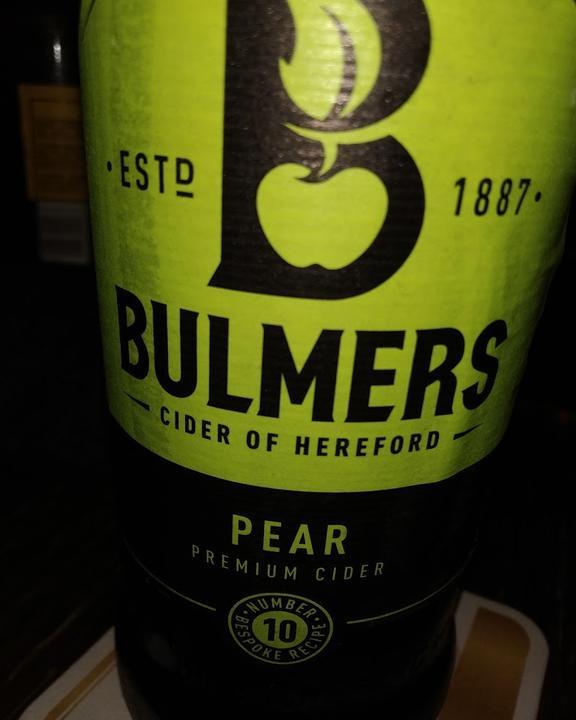 B
·ESTD 1887·
BULMERS
CIDER OF HEREFORD
PEAR
PREMIUM CIDER
NUMBER
10
BESPOKE RECIPE